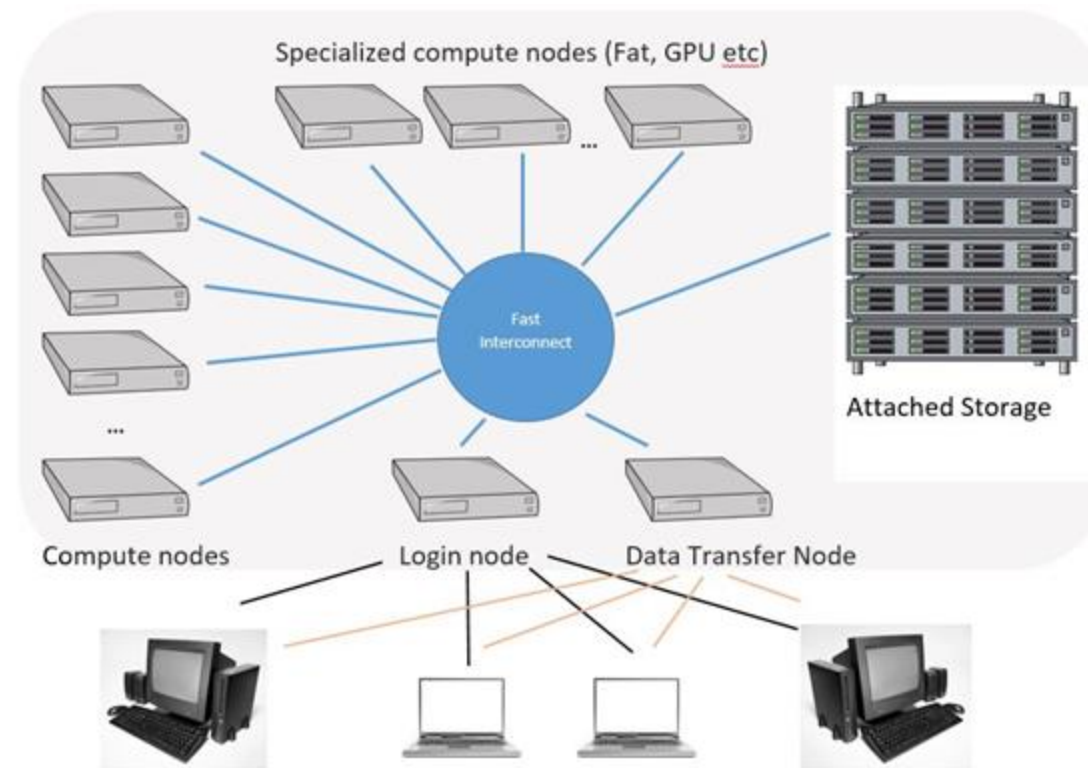 Specialized compute nodes (Fat, GPU etc)
...
Fast
Interconnect
Attached Storage
...
Compute nodes
Login node
Data Transfer Node